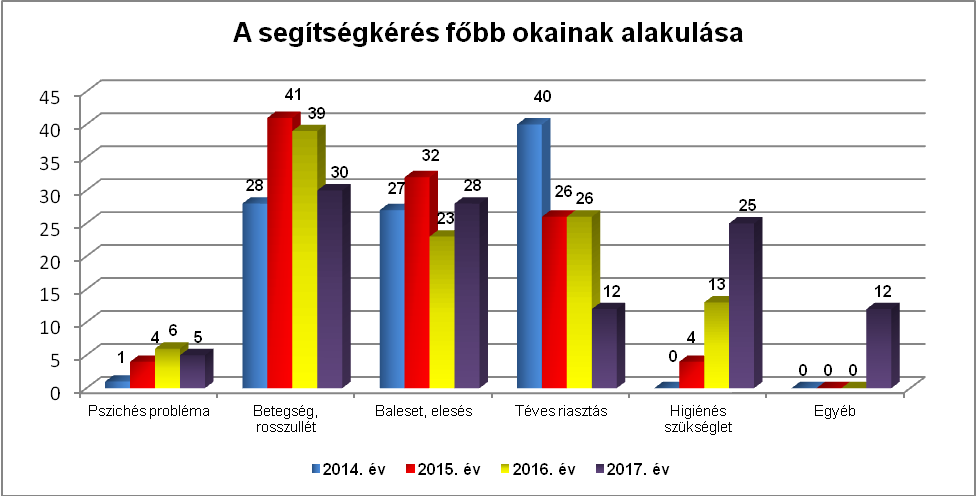 A segítségkérés főbb okainak alakulása
45
40
35
30
25
20
15
10
5
0
1
4
6
5
28
41
39
30
27
32
23
28
40
26
26
12
0
4
13
25
0
0
0
12
Pszichés probléma
Betegség,
rosszullét
Baleset, elesés
Téves riasztás
Higiénés
szükséglet
Egyéb
2014. év
2015. év
2016. év
2017. év